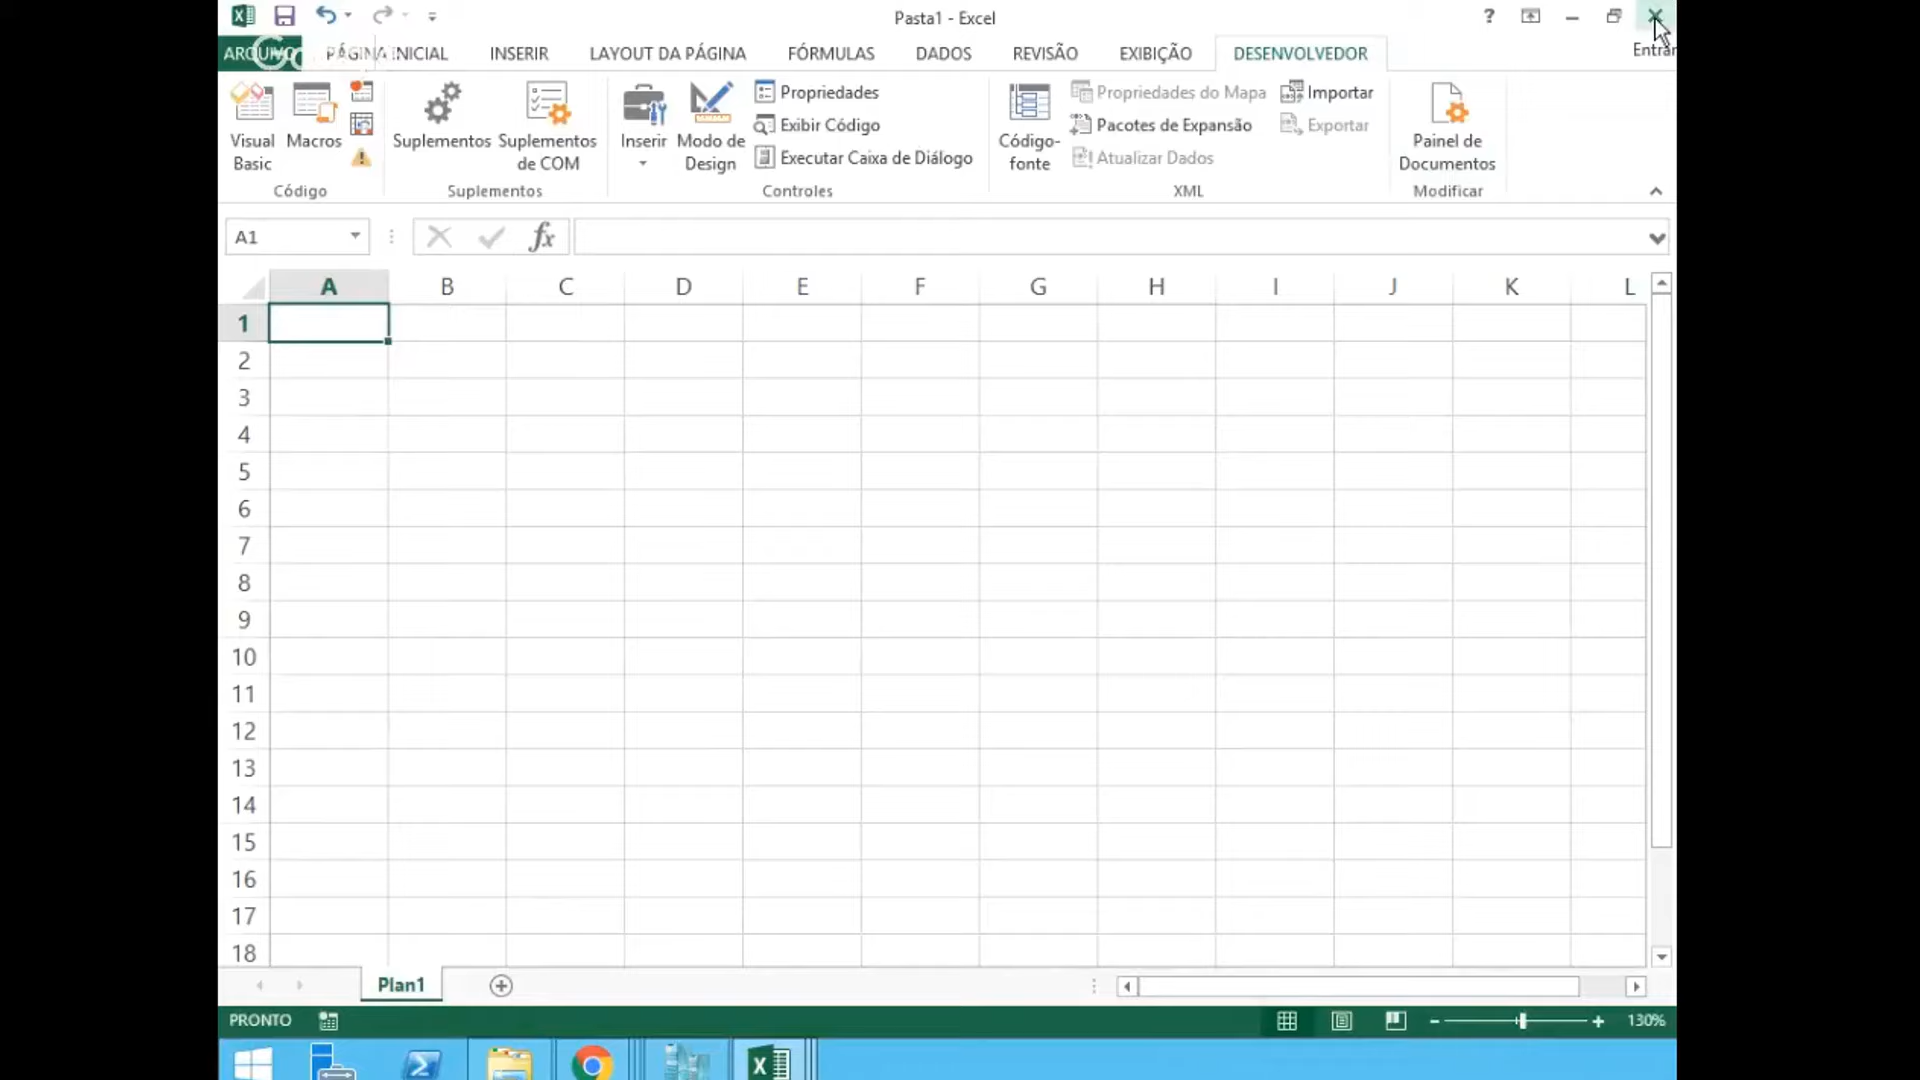 Pasta1 - Excel
?
ARQUIVO PÁGINA INICIAL INSERIR LAYOUT DA PÁGINA FÓRMULAS DADOS REVISÃO EXIBIÇÃO DESENVOLVEDOR
Visual Basic
Macros
Suplementos
Suplementos de COM
Inserir
Modo de Design
Propriedades
Exibir Código
Executar Caixa de Diálogo
Código-fonte
Propriedades do Mapa
Pacotes de Expansão
Atualizar Dados
Importar
Exportar
Painel de Documentos
Código Suplementos Controles XML Modificar
A1 fx
A B C D E F G H I J K L
1
2
3
4
5
6
7
8
9
10
11
12
13
14
15
16
17
18
Plan1
PRONTO 130%